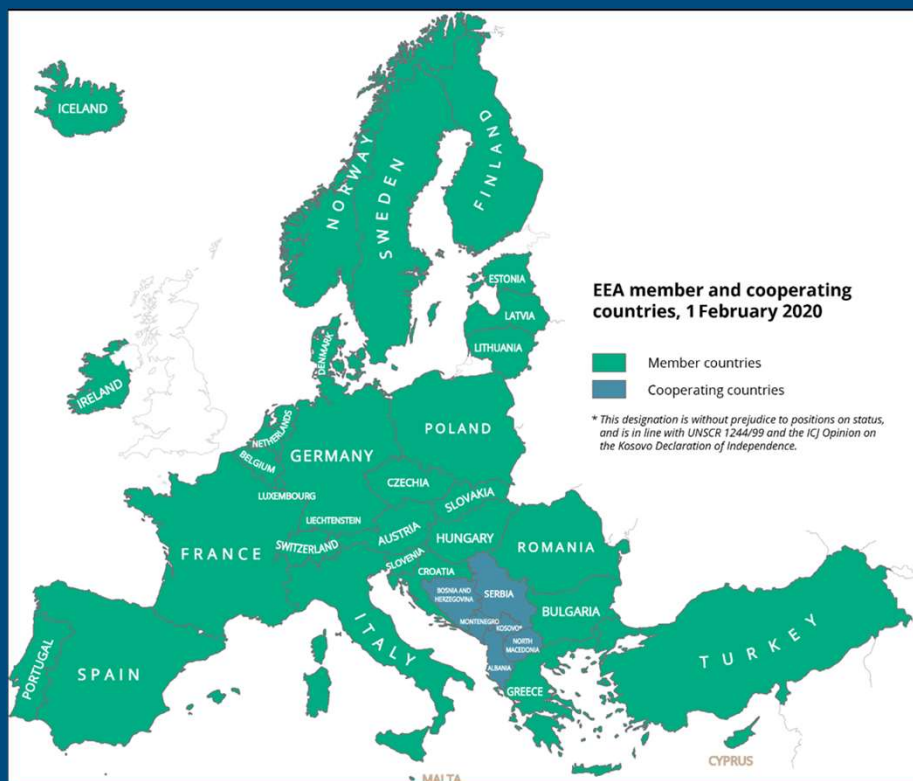 ICELAND
NORWAY
SWEDEN
FINLAND
ESTONIA
LATVIA
LITHUANIA
EEA member and cooperating
countries, 1 February 2020
Member countries
Cooperating countries
* This designation is without prejudice to positions on status,
and is in line with UNSCR 1244/99 and the ICJ Opinion on
the Kosovo Declaration of Independence.
DENMARK
IRELAND
NETHERLANDS
BELGIUM
GERMANY
POLAND
LUXEMBOURG
CZECHIA
SLOVAKIA
LIECHTENSTEIN
FRANCE
SWITZERLAND
AUSTRIA
HUNGARY
ROMANIA
SLOVENIA
CROATIA
BOSNIA AND
HERZEGOVINA
SERBIA
MONTENEGRO
KOSOVO*
BULGARIA
NORTH
MACEDONIA
ALBANIA
ITALY
GREECE
TURKEY
PORTUGAL
SPAIN
CYPRUS
MALTA